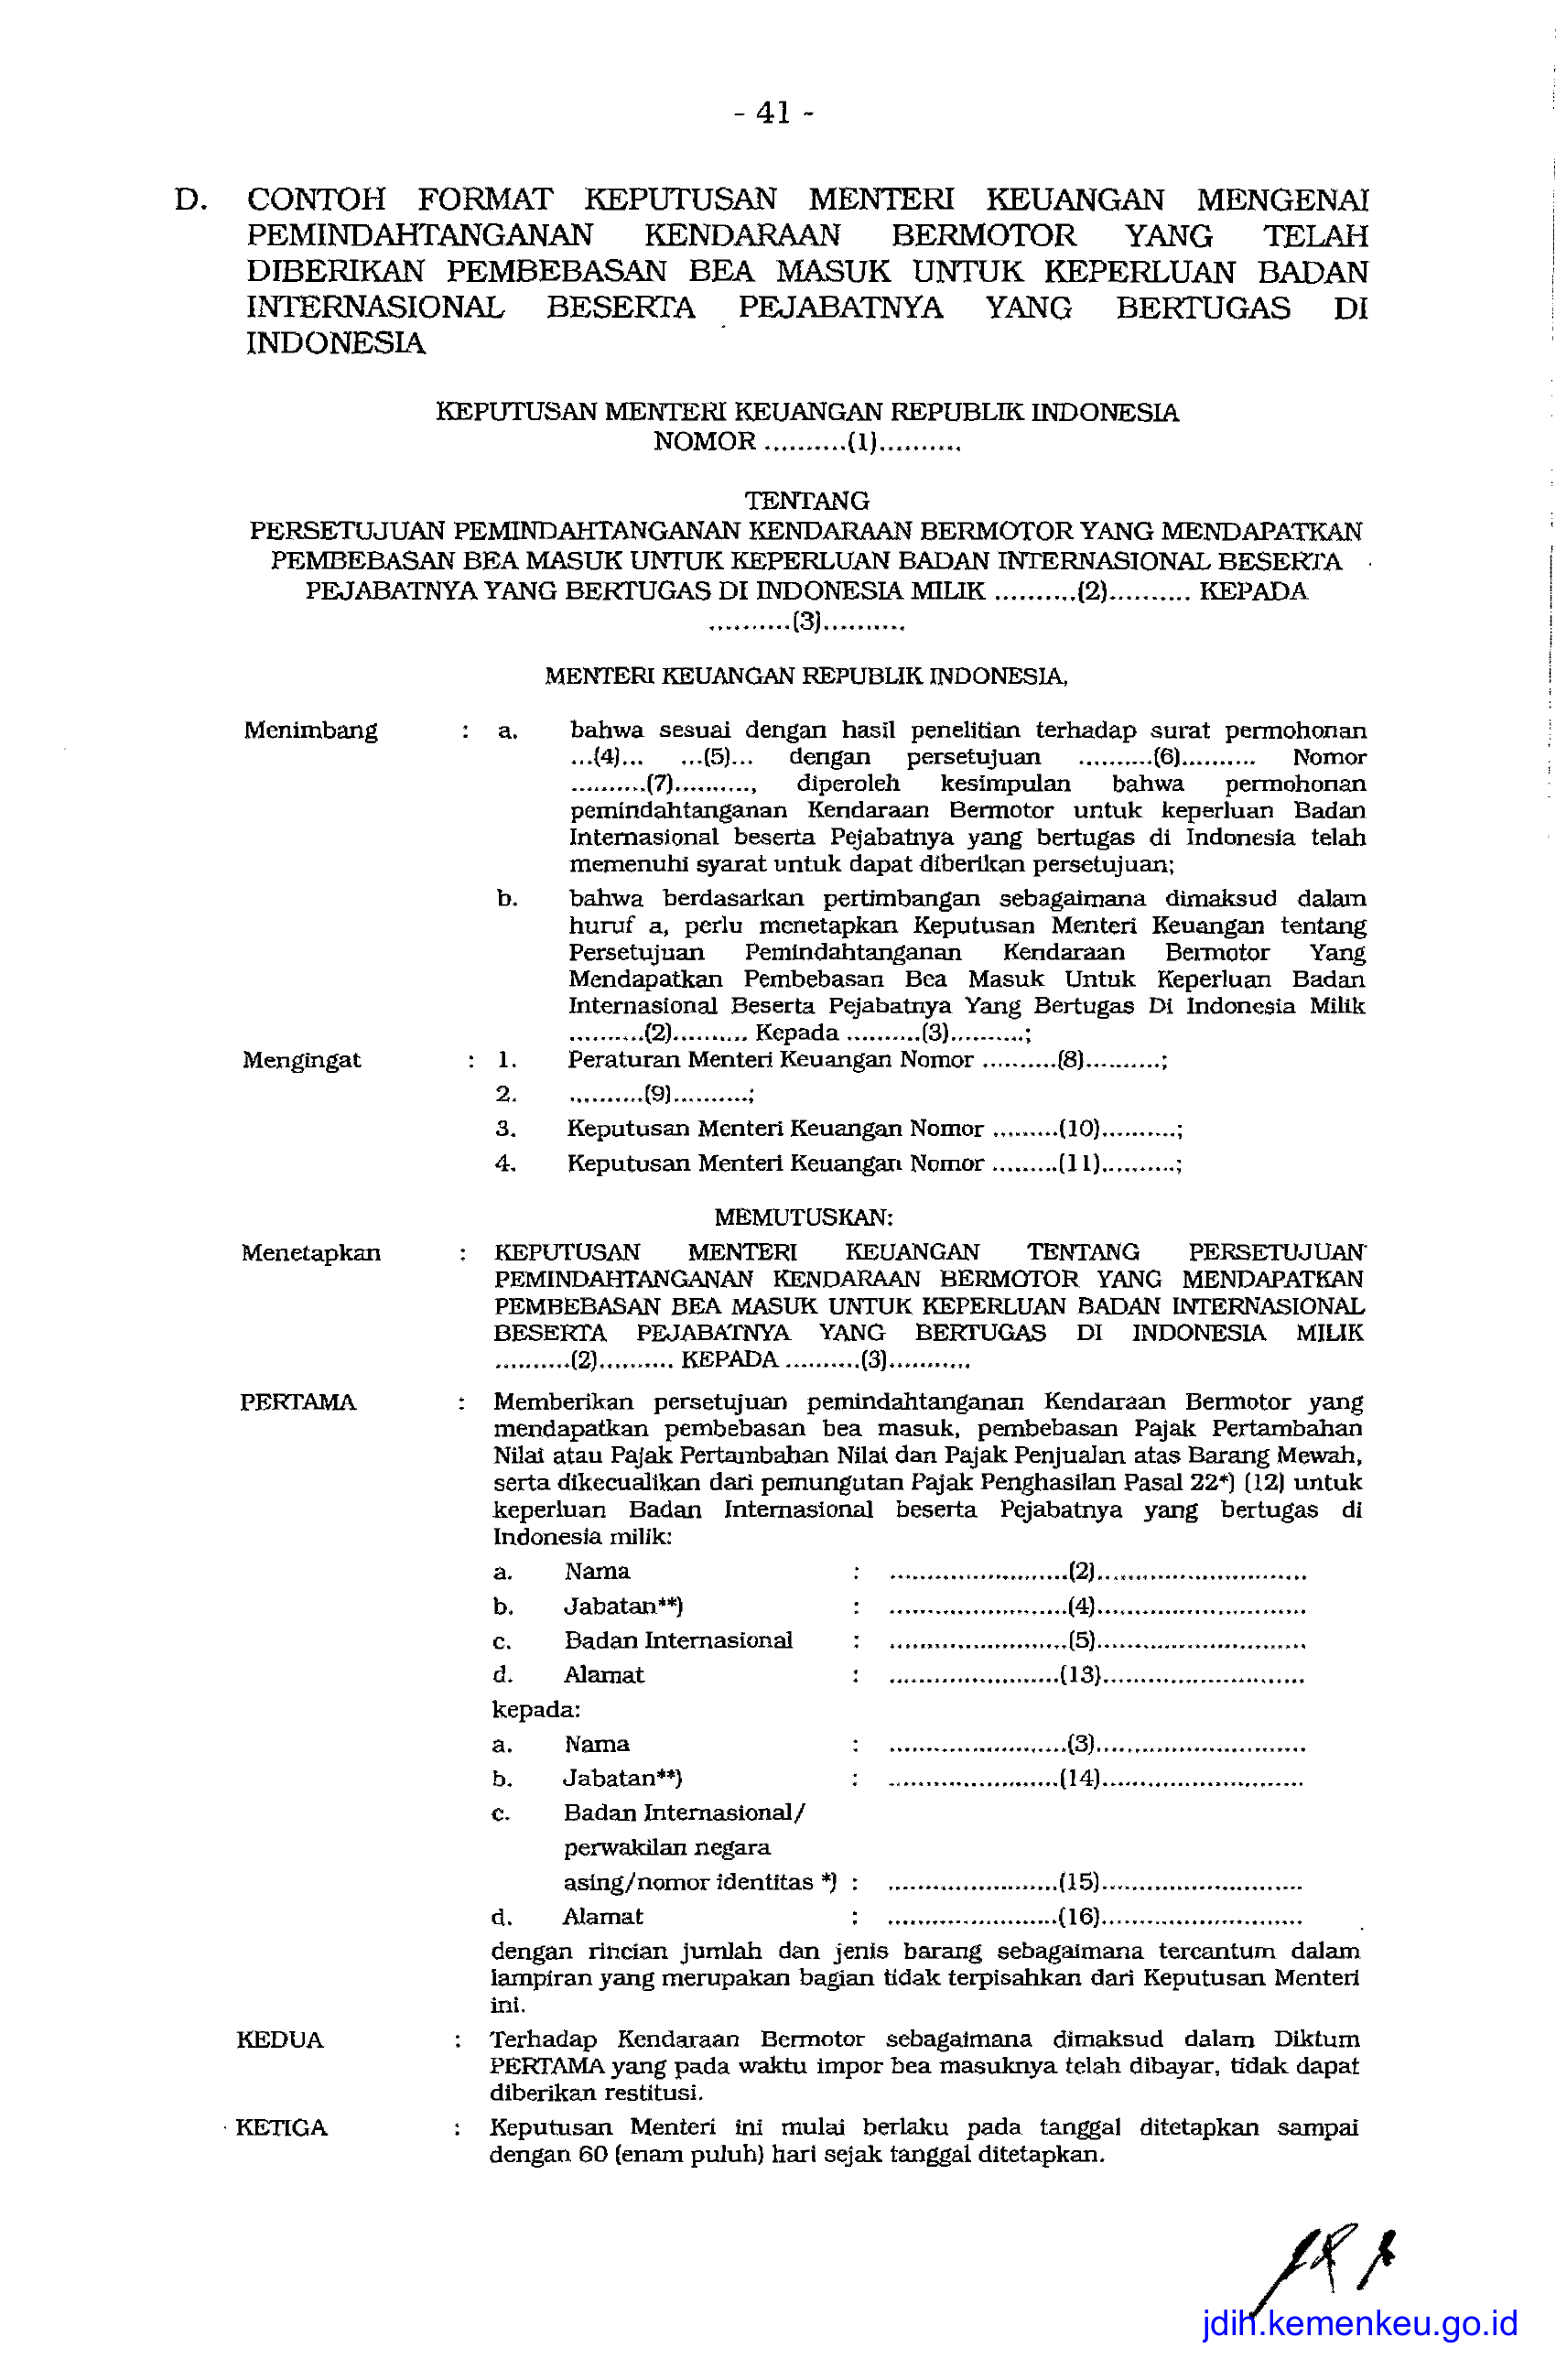 - 41 -
D. CONTOH FORMAT KEPUTUSAN MENTERI KEUANGAN MENGENAI
PEMINDAHTANGANAN KENDARAAN BERMOTOR YANG TELAH
DIBERIKAN PEMBEBASAN BEA MASUK UNTUK KEPERLUAN BADAN
INTERNASIONAL BESERTA PEJABATNYA YANG BERTUGAS DI
INDONESIA
KEPUTUSAN MENTERI KEUANGAN REPUBLIK INDONESIA
NOMOR ..........(1)..........
TENTANG
PERSETUJUAN PEMINDAHTANGANAN KENDARAAN BERMOTOR YANG MENDAPATKAN
PEMBEBASAN BEA MASUK UNTUK KEPERLUAN BADAN INTERNASIONAL BESERTA
PEJABATNYA YANG BERTUGAS DI INDONESIA MILIK ..........(2).......... KEPADA
..........(3)..........
MENTERI KEUANGAN REPUBLIK INDONESIA,
Menimbang : a. bahwa sesuai dengan hasil penelitian terhadap surat permohonan
...(4)... ...(5)... dengan persetujuan ..........(6).......... Nomor
..........(7).........., diperoleh kesimpulan bahwa permohonan
pemindahtanganan Kendaraan Bermotor untuk keperluan Badan
Internasional beserta Pejabatnya yang bertugas di Indonesia telah
memenuhi syarat untuk dapat diberikan persetujuan;
b. bahwa berdasarkan pertimbangan sebagaimana dimaksud dalam
huruf a, perlu menetapkan Keputusan Menteri Keuangan tentang
Persetujuan Pemindahtanganan Kendaraan Bermotor Yang
Mendapatkan Pembebasan Bea Masuk Untuk Keperluan Badan
Internasional Beserta Pejabatnya Yang Bertugas Di Indonesia Milik
..........(2).......... Kepada ..........(3)..........;
Mengingat : 1. Peraturan Menteri Keuangan Nomor ..........(8)..........;
2. ..........(9)..........;
3. Keputusan Menteri Keuangan Nomor .........(10)..........;
4. Keputusan Menteri Keuangan Nomor .........(11)..........;
MEMUTUSKAN:
Menetapkan : KEPUTUSAN MENTERI KEUANGAN TENTANG PERSETUJUAN
PEMINDAHTANGANAN KENDARAAN BERMOTOR YANG MENDAPATKAN
PEMBEBASAN BEA MASUK UNTUK KEPERLUAN BADAN INTERNASIONAL
BESERTA PEJABATNYA YANG BERTUGAS DI INDONESIA MILIK
..........(2).......... KEPADA ..........(3)...........
PERTAMA : Memberikan persetujuan pemindahtanganan Kendaraan Bermotor yang
mendapatkan pembebasan bea masuk, pembebasan Pajak Pertambahan
Nilai atau Pajak Pertambahan Nilai dan Pajak Penjualan atas Barang Mewah,
serta dikecualikan dari pemungutan Pajak Penghasilan Pasal 22*) (12) untuk
keperluan Badan Internasional beserta Pejabatnya yang bertugas di
Indonesia milik:
a. Nama : ........................(2)............................
b. Jabatan**) : ........................(4)............................
c. Badan Internasional : ........................(5)............................
d. Alamat : .......................(13)...........................
kepada:
a. Nama : ........................(3)............................
b. Jabatan**) : .......................(14)...........................
c. Badan Internasional/
perwakilan negara
asing/nomor identitas *) : .......................(15)...........................
d. Alamat : .......................(16)...........................
dengan rincian jumlah dan jenis barang sebagaimana tercantum dalam
lampiran yang merupakan bagian tidak terpisahkan dari Keputusan Menteri
ini.
KEDUA : Terhadap Kendaraan Bermotor sebagaimana dimaksud dalam Diktum
PERTAMA yang pada waktu impor bea masuknya telah dibayar, tidak dapat
diberikan restitusi.
KETIGA : Keputusan Menteri ini mulai berlaku pada tanggal ditetapkan sampai
dengan 60 (enam puluh) hari sejak tanggal ditetapkan.
jdih.kemenkeu.go.id